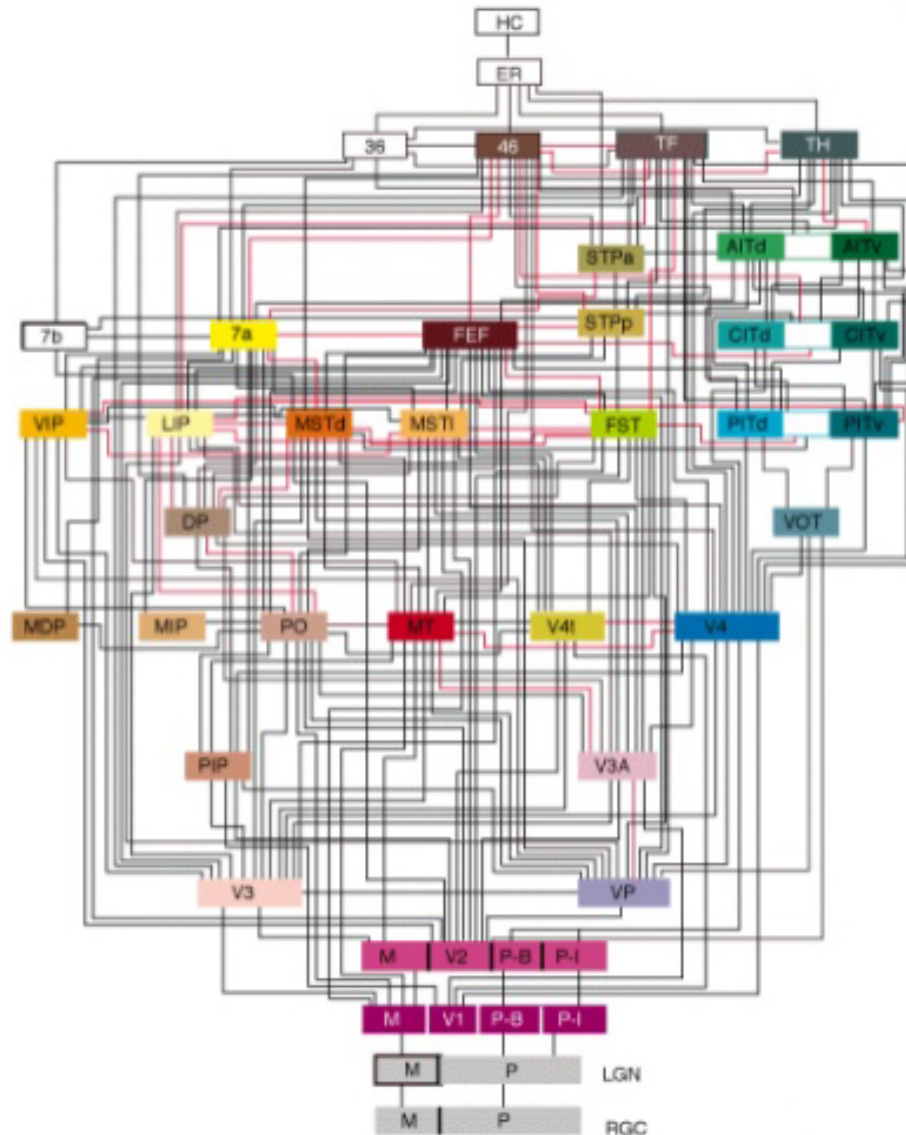 HC
ER
36 46 TF TH
STPa AITd AITv
7b 7a FEF STPp CITd CITv
VIP LIP MSTd MSTl FST PITd PITv
DP VOT
MDP MIP PO MT V4t V4
PIP V3A
V3 VP
M V2 P-B P-I
M V1 P-B P-I
M P LGN
M P RGC